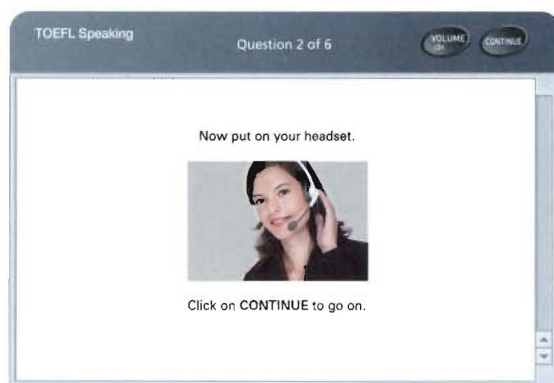 TOEFL Speaking
Question 2 of 6
VOLUME
CONTINUE
Now put on your headset.
Click on CONTINUE to go on.